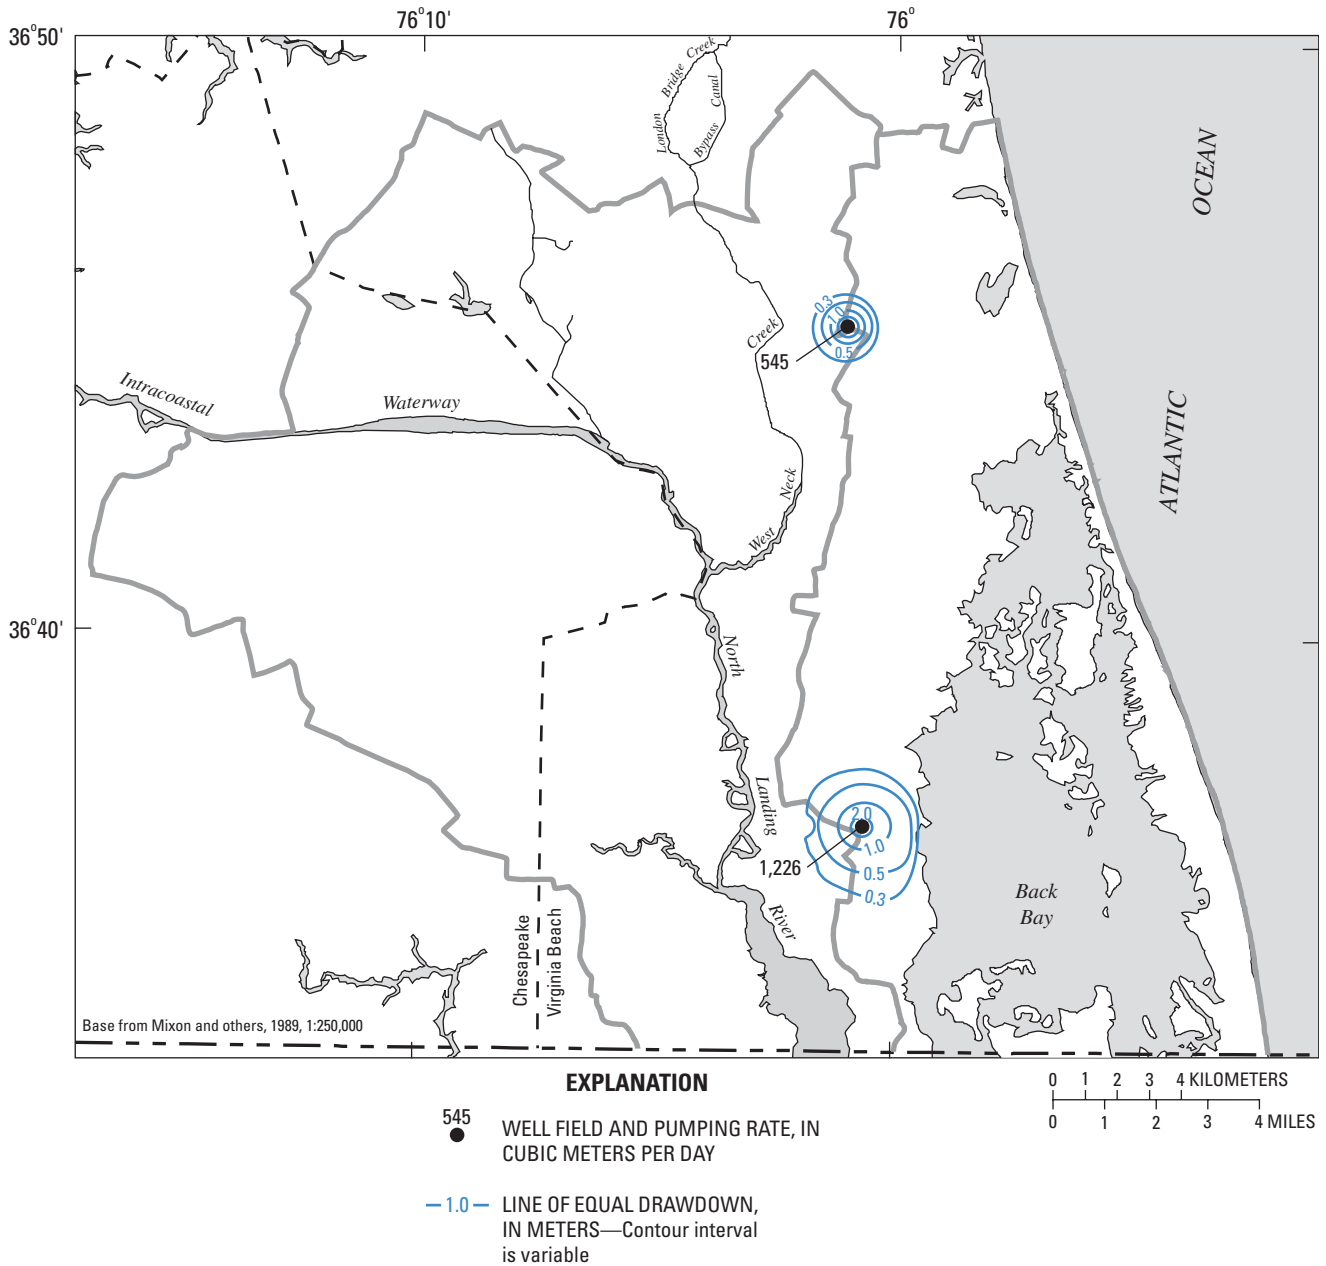 76°10'
76°
36°50'
London Bridge Creek
Bypass Canal
OCEAN
0.3
1.0
0.5
545
Creek
Intracoastal
Waterway
ATLANTIC
Neck
West
36°40'
North
Landing
2.0
1.0
0.5
0.3
1,226
River
Back
Bay
Chesapeake
Virginia Beach
Base from Mixon and others, 1989, 1:250,000
EXPLANATION
545
WELL FIELD AND PUMPING RATE, IN
CUBIC METERS PER DAY
1.0
LINE OF EQUAL DRAWDOWN,
IN METERS—Contour interval
is variable
0 1 2 3 4 KILOMETERS
0 1 2 3 4 MILES